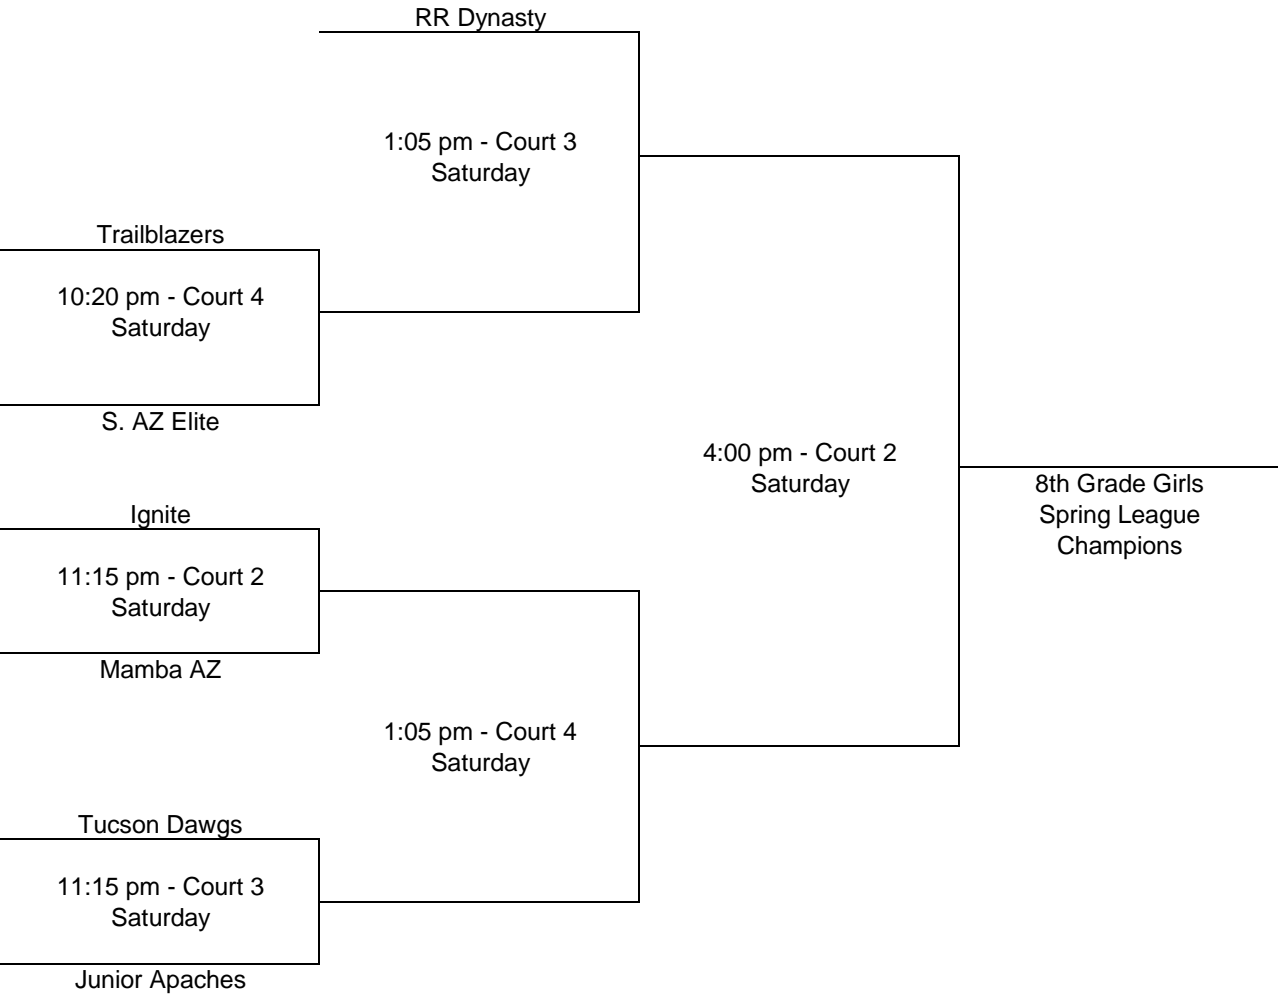 RR Dynasty
1:05 pm - Court 3
Saturday
Trailblazers
10:20 pm - Court 4
Saturday
S. AZ Elite
4:00 pm - Court 2
Saturday
8th Grade Girls
Spring League
Champions
Ignite
11:15 pm - Court 2
Saturday
Mamba AZ
1:05 pm - Court 4
Saturday
Tucson Dawgs
11:15 pm - Court 3
Saturday
Junior Apaches